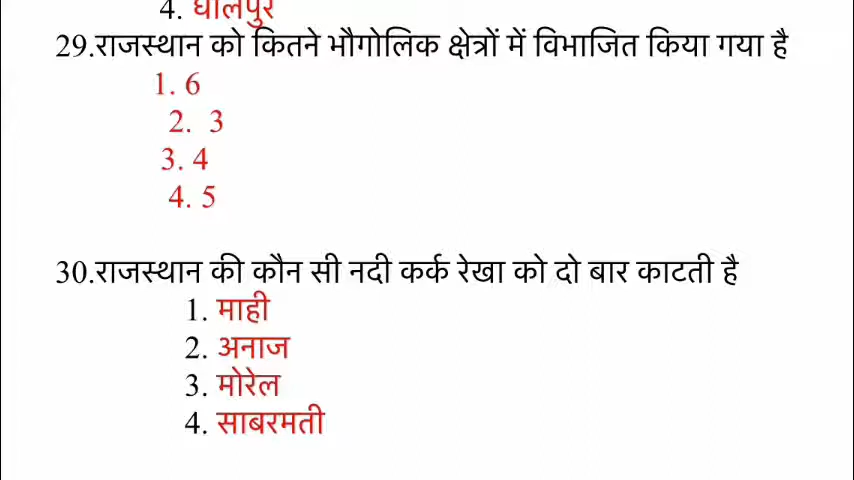 4. धौलपुर
29.राजस्थान को कितने भौगोलिक क्षेत्रों में विभाजित किया गया है
1. 6
2. 3
3. 4
4. 5
30.राजस्थान की कौन सी नदी कर्क रेखा को दो बार काटती है
1. माही
2. अनाज
3. मोरेल
4. साबरमती